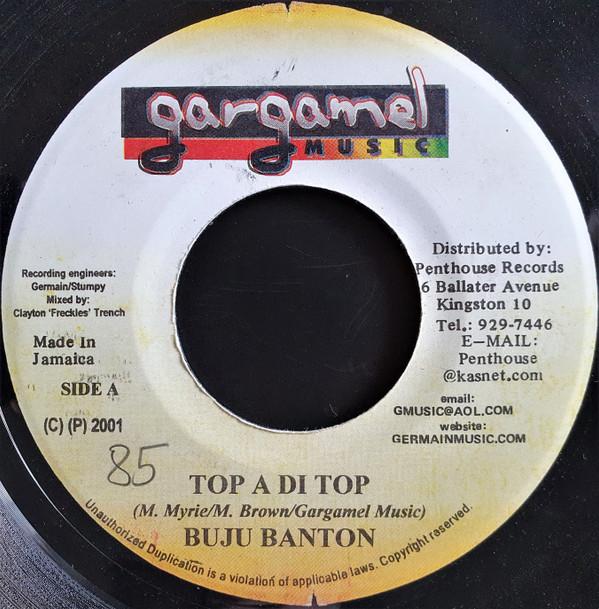 gargamel
MUSIC
Recording engineers:
Germain/Stumpy
Mixed by:
Clayton 'Freckles' Trench
Made In
Jamaica
SIDE A
(C) (P) 2001
85
Distributed by:
Penthouse Records
6 Ballater Avenue
Kingston 10
Tel.: 929-7446
E—MAIL:
Penthouse
@kasnet.com
email:
GMUSIC@AOL.COM
website:
GERMAINMUSIC.COM
TOP A DI TOP
(M. Myrie/M. Brown/Gargamel Music)
BUJU BANTON
Unauthorized Duplication is a violation of applicable laws. Copyright reserved.